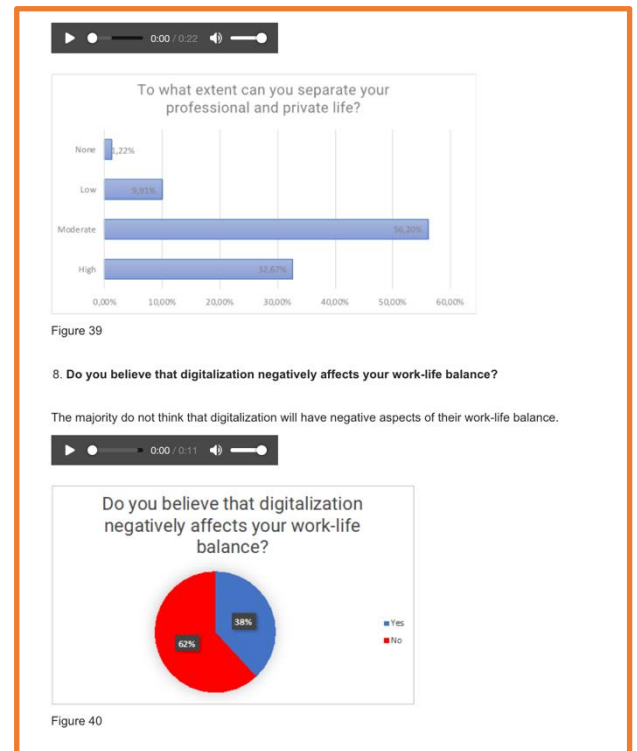 0:00 / 0:22
To what extent can you separate your
professional and private life?
None 1,22%
Low 9,91%
Moderate 56,20%
High 32,67%
0,00% 10,00% 20,00% 30,00% 40,00% 50,00% 60,00%
Figure 39
8. Do you believe that digitalization negatively affects your work-life balance?
The majority do not think that digitalization will have negative aspects of their work-life balance.
0:00 / 0:11
Do you believe that digitalization
negatively affects your work-life
balance?
38%
Yes
62%
No
Figure 40